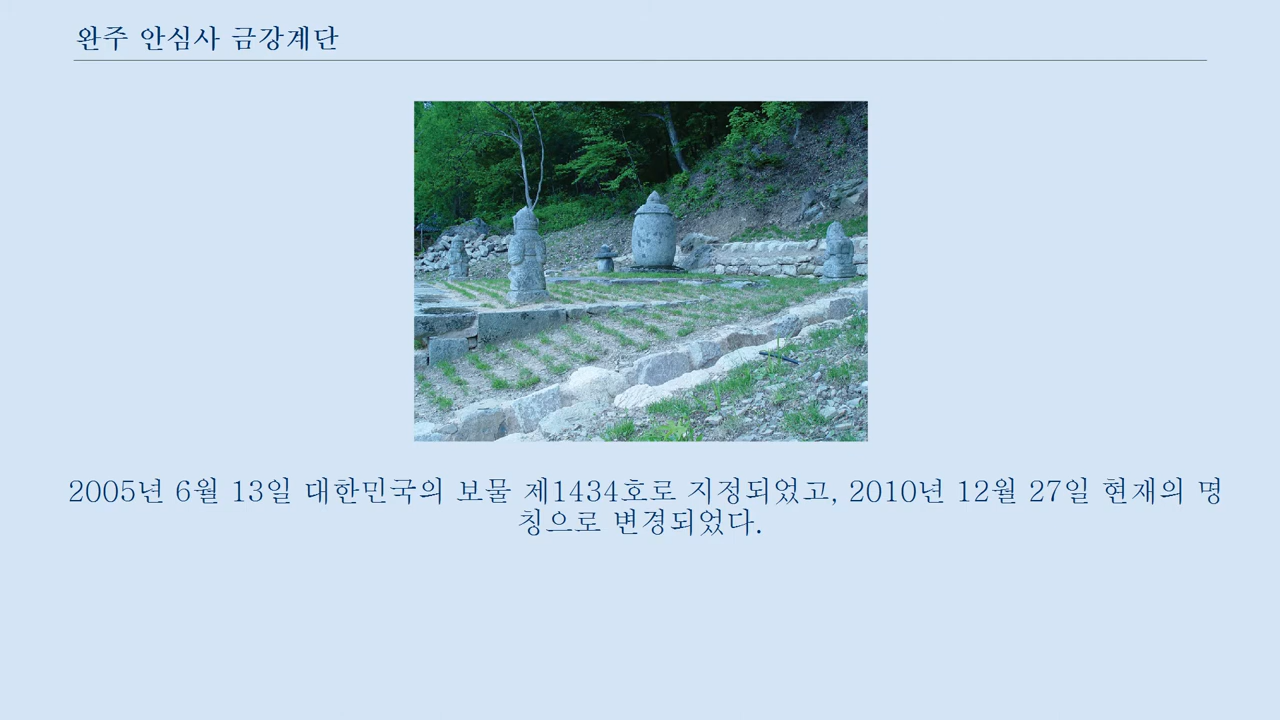 완주 안심사 금강계단
2005년 6월 13일 대한민국의 보물 제1434호로 지정되었고, 2010년 12월 27일 현재의 명
칭으로 변경되었다.